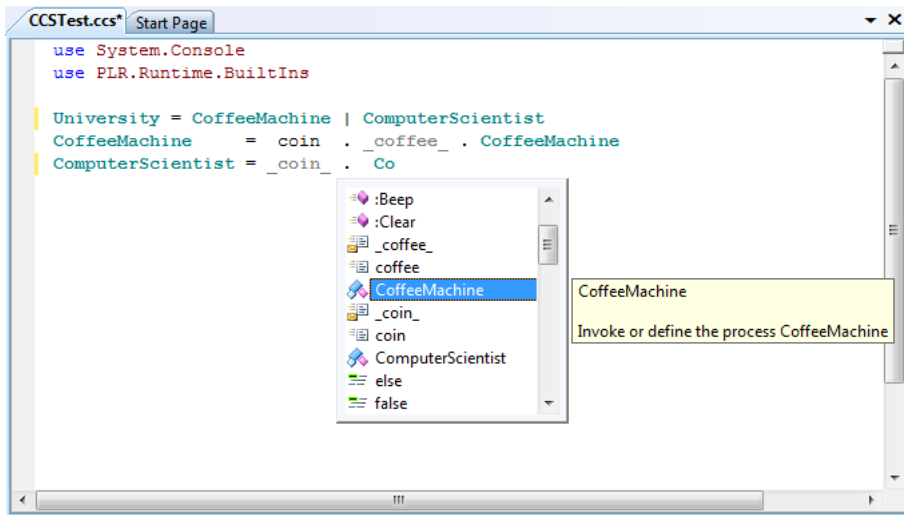 CCSTest.ccs* Start Page
use System.Console
use PLR.Runtime.BuiltIns
University = CoffeeMachine | ComputerScientist
CoffeeMachine = coin . _coffee_ . CoffeeMachine
ComputerScientist = _coin_ . Co
:Beep
:Clear
_coffee_
coffee
CoffeeMachine
_coin_
coin
ComputerScientist
else
false
CoffeeMachine
Invoke or define the process CoffeeMachine